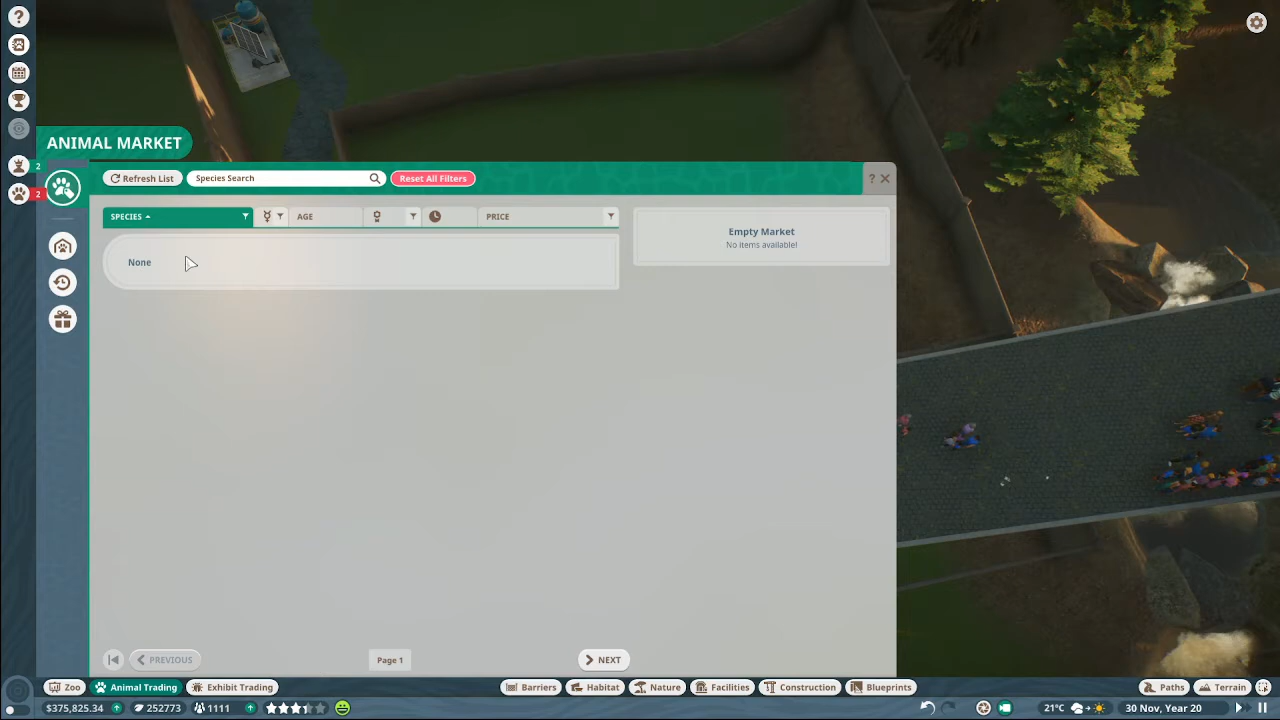 ANIMAL MARKET
Refresh List
Species Search
Reset All Filters
?
SPECIES
AGE
PRICE
None
Empty Market
No items available!
2
2
PREVIOUS
Page 1
NEXT
Zoo
Animal Trading
Exhibit Trading
Barriers
Habitat
Nature
Facilities
Construction
Blueprints
Paths
Terrain
$375,825.34
252773
1111
21°C
30 Nov, Year 20